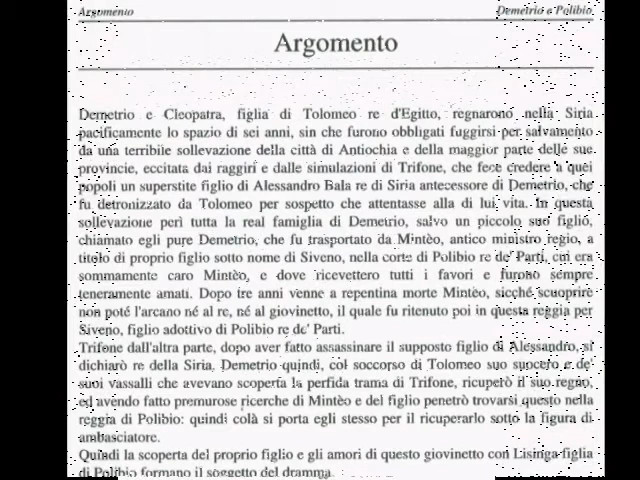 Argomento
Demetrio e Polibio
Argomento
Demetrio e Cleopatra, figlia di Tolomeo re d'Egitto, regnarono nella Siria
pacificamente lo spazio di sei anni, sin che furono obbligati fuggirsi per salvamento
da una terribile sollevazione della città di Antiochia e della maggior parte delle sue
provincie, eccitata dai raggiri e dalle simulazioni di Trifone, che fece credere a quei
popoli un superstite figlio di Alessandro Bala re di Siria antecessore di Demetrio, che
fu detronizzato da Tolomeo per sospetto che attentasse alla di lui vita. In questa
sollevazione perì tutta la real famiglia di Demetrio, salvo un piccolo suo figlio,
chiamato egli pure Demetrio, che fu trasportato da Mintèo, antico ministro regio, a
titolo di proprio figlio sotto nome di Siveno, nella corte di Polibio re de' Parti, cui era
sommamente caro Mintèo, e dove ricevettero tutti i favori e furono sempre
teneramente amati. Dopo tre anni venne a repentina morte Mintèo, sicché scuoprire
non poté l'arcano né al re, né al giovinetto, il quale fu ritenuto poi in questa reggia per
Siveno, figlio adottivo di Polibio re de' Parti.
Trifone dall'altra parte, dopo aver fatto assassinare il supposto figlio di Alessandro, si
dichiarò re della Siria. Demetrio quindi, col soccorso di Tolomeo suo suocero e de'
suoi vassalli che avevano scoperta la perfida trama di Trifone, ricuperò il suo regno,
ed avendo fatto premurose ricerche di Mintèo e del figlio penetrò trovarsi questo nella
reggia di Polibio: quindi colà si porta egli stesso per il ricuperarlo sotto la figura di
ambasciatore.
Quindi la scoperta del proprio figlio e gli amori di questo giovinetto con Lisinga figlia
di Polibio formano il soggetto del dramma.